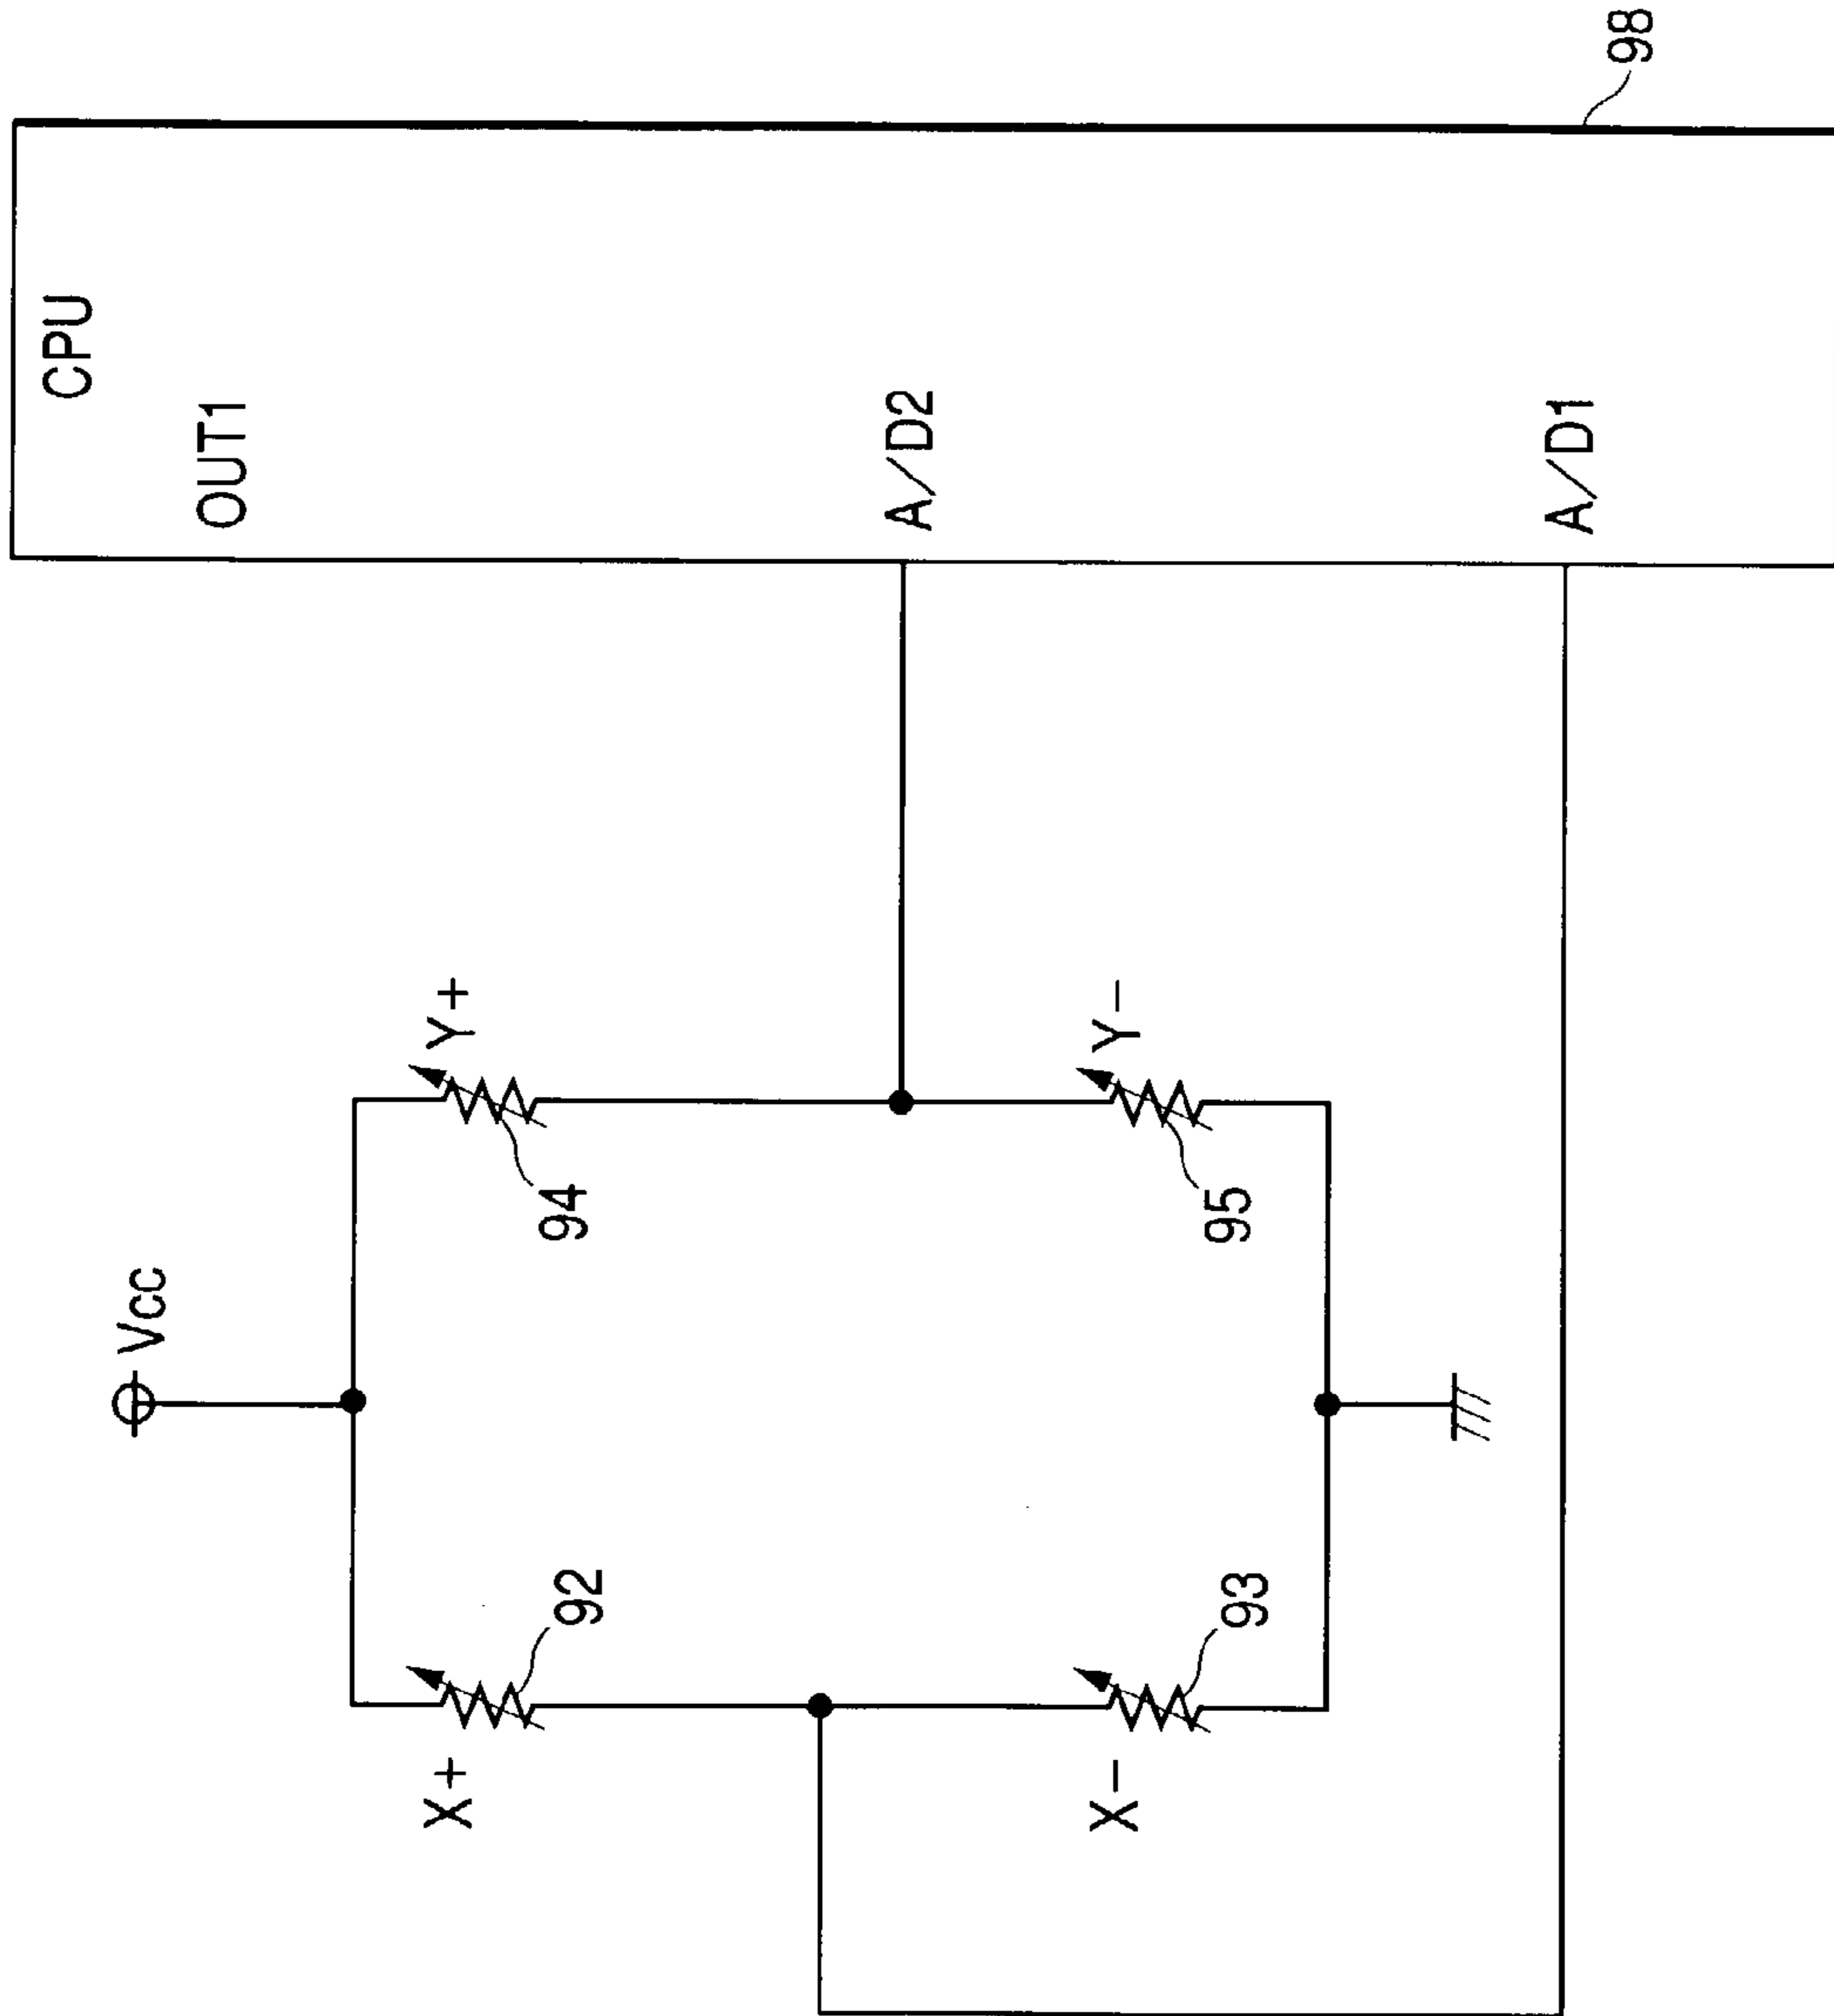 CPU
OUT1
A/D2
A/D1
98
Vcc
Y+
94
Y-
95
X+
92
X-
93